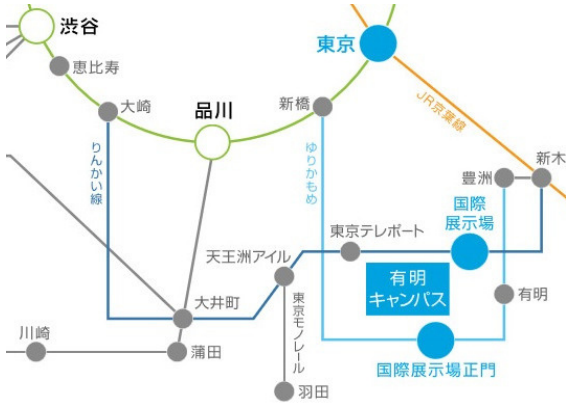 渋谷
恵比寿
大崎
品川
東京
新橋
JR京葉線
りんかい線
ゆりかもめ
豊洲
新木
国際
展示場
東京テレポート
天王洲アイル
有明
キャンパス
有明
大井町
東京モノレール
川崎
蒲田
国際展示場正門
羽田